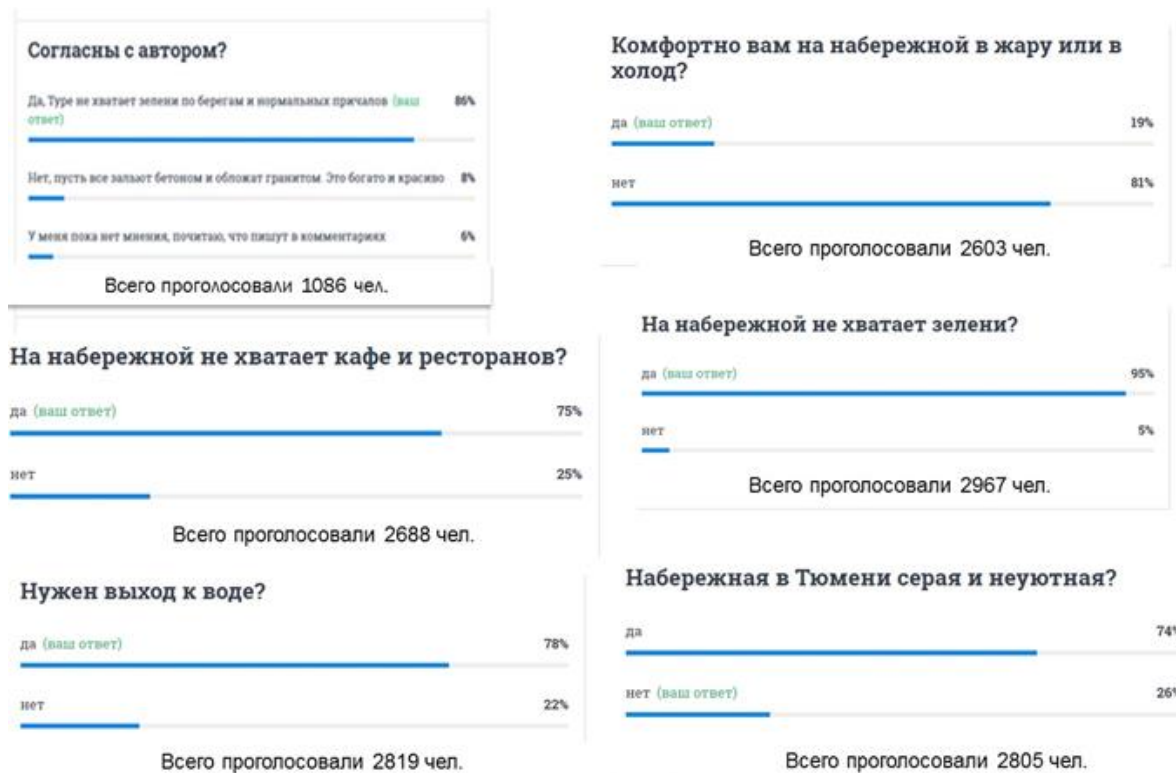 Согласны с автором?
Да, Туре не хватает зелени по берегам и нормальных причалов (ваш 86%
ответ)
Нет, пусть все зальют бетоном и обложат гранитом. Это богато и красиво 8%
У меня пока нет мнения, почитаю, что пишут в комментариях 6%
Всего проголосовали 1086 чел.
Комфортно вам на набережной в жару или в
холод?
да (ваш ответ) 19%
нет 81%
Всего проголосовали 2603 чел.
На набережной не хватает кафе и ресторанов?
да (ваш ответ) 75%
нет 25%
Всего проголосовали 2688 чел.
На набережной не хватает зелени?
да (ваш ответ) 95%
нет 5%
Всего проголосовали 2967 чел.
Нужен выход к воде?
да (ваш ответ) 78%
нет 22%
Всего проголосовали 2819 чел.
Набережная в Тюмени серая и неуютная?
да 74%
нет (ваш ответ) 26%
Всего проголосовали 2805 чел.